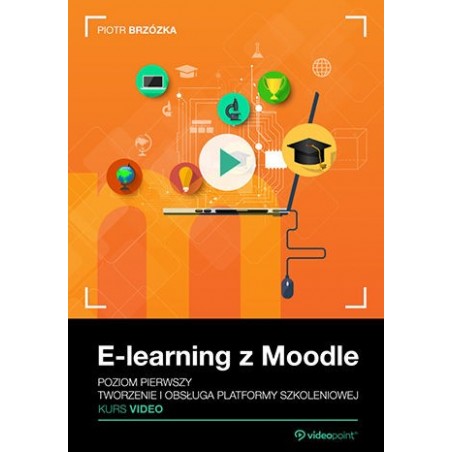 PIOTR BRZÓZKA
E-learning z Moodle
POZIOM PIERWSZY
TWORZENIE I OBSŁUGA PLATFORMY SZKOLENIOWEJ
KURS VIDEO
videopoint